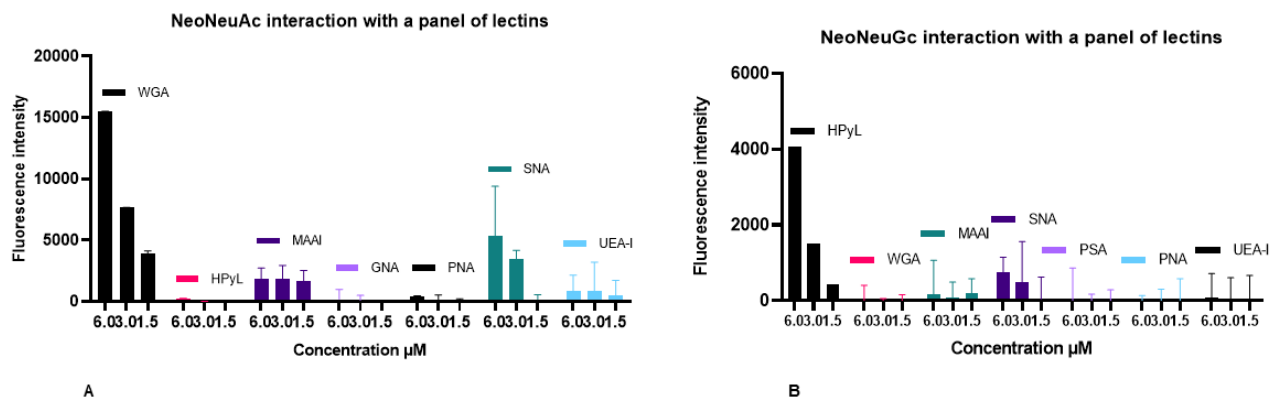 NeoNeuAc interaction with a panel of lectins
20000
15000
10000
5000
0
Fluorescence intensity
WGA
HPyL
MAAI
GNA
PNA
SNA
UEA-I
6.03.01.5 6.03.01.5 6.03.01.5 6.03.01.5 6.03.01.5 6.03.01.5 6.03.01.5
Concentration µM
A
NeoNeuGc interaction with a panel of lectins
6000
4000
2000
0
Fluorescence intensity
HPyL
WGA
MAAI
SNA
PSA
PNA
UEA-I
6.03.01.5 6.03.01.5 6.03.01.5 6.03.01.5 6.03.01.5 6.03.01.5 6.03.01.5
Concentration µM
B